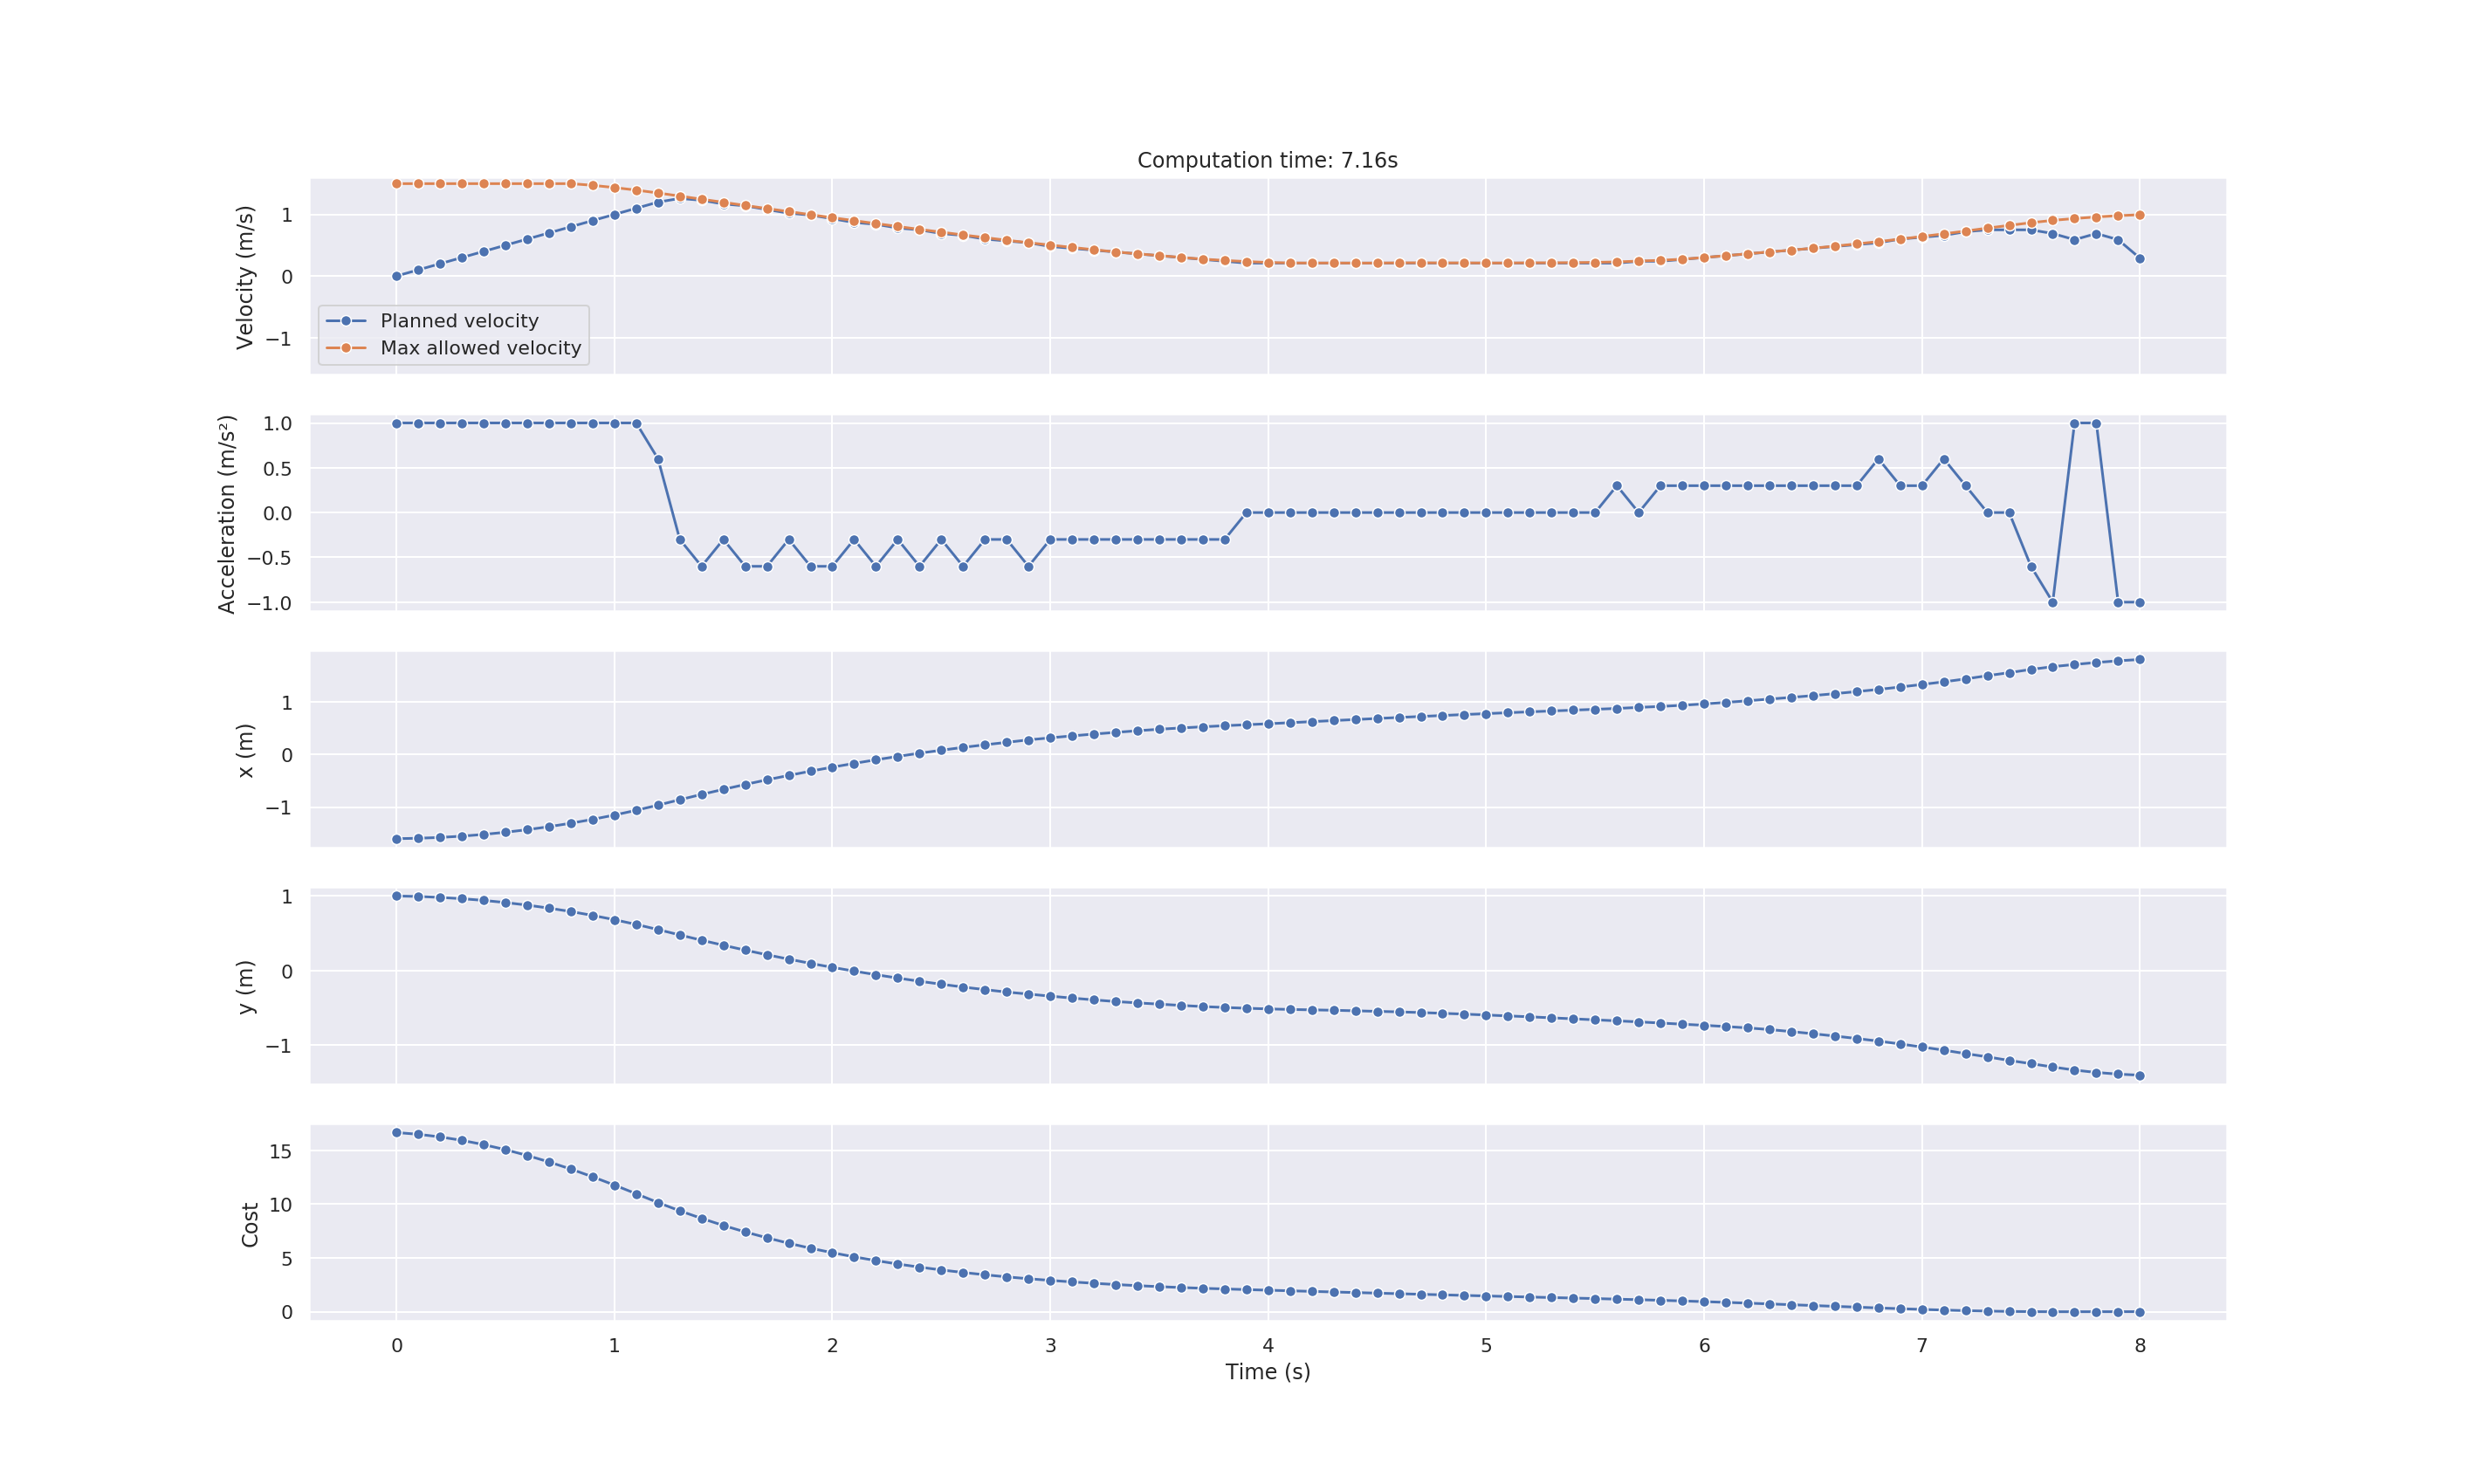 Computation time: 7.16s
Velocity (m/s)
1
0
−1
Planned velocity
Max allowed velocity
Acceleration (m/s²)
1.0
0.5
0.0
−0.5
−1.0
x (m)
1
0
−1
y (m)
1
0
−1
Cost
15
10
5
0
0 1 2 3 4 5 6 7 8
Time (s)